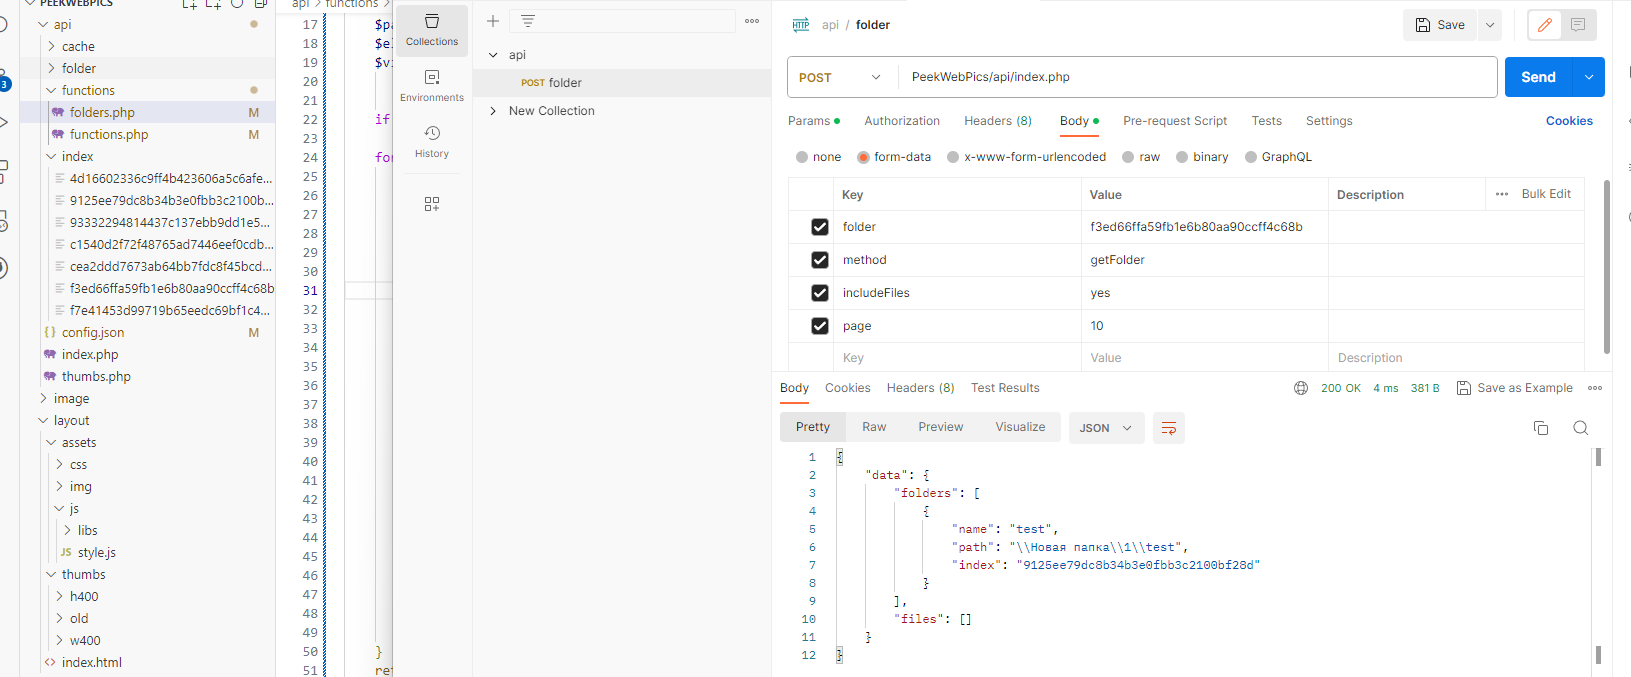 PEEKWEBPICS
api
cache
folder
functions
folders.php M
functions.php M
index
4d16602336c9ff4b423606a5c6afe...
9125ee79dc8b34b3e0fbb3c2100b...
93332294814437c137ebb9dd1e5...
c1540d2f72f48765ad7446eef0cdb...
cea2ddd7673ab64bb7fdc8f45bcd...
f3ed66ffa59fb1e6b80aa90ccff4c68b
f7e41453d99719b65eedc69bf1c4...
{} config.json M
index.php
thumbs.php
image
layout
assets
css
img
js
libs
JS style.js
thumbs
h400
old
w400
<> index.html
3
api > functions >
17 $pa
18 $e
19 $v
20
21
22 if
23
24 fo
25
26
27
28
29
30
31
32
33
34
35
36
37
38
39
40
41
42
43
44
45
46
47
48
49
50 }
51 re
Collections
Environments
History
api
POST folder
New Collection
HTTP api / folder
Save
POST PeekWebPics/api/index.php
Send
Params Authorization Headers (8) Body Pre-request Script Tests Settings Cookies
none form-data x-www-form-urlencoded raw binary GraphQL
Key Value Description Bulk Edit
folder f3ed66ffa59fb1e6b80aa90ccff4c68b
method getFolder
includeFiles yes
page 10
Key Value Description
Body Cookies Headers (8) Test Results 200 OK 4 ms 381 B Save as Example
Pretty Raw Preview Visualize JSON
1 {
2 "data": {
3 "folders": [
4 {
5 "name": "test",
6 "path": "\\Новая папка\\1\\test",
7 "index": "9125ee79dc8b34b3e0fbb3c2100bf28d"
8 }
9 ],
10 "files": []
11 }
12 }